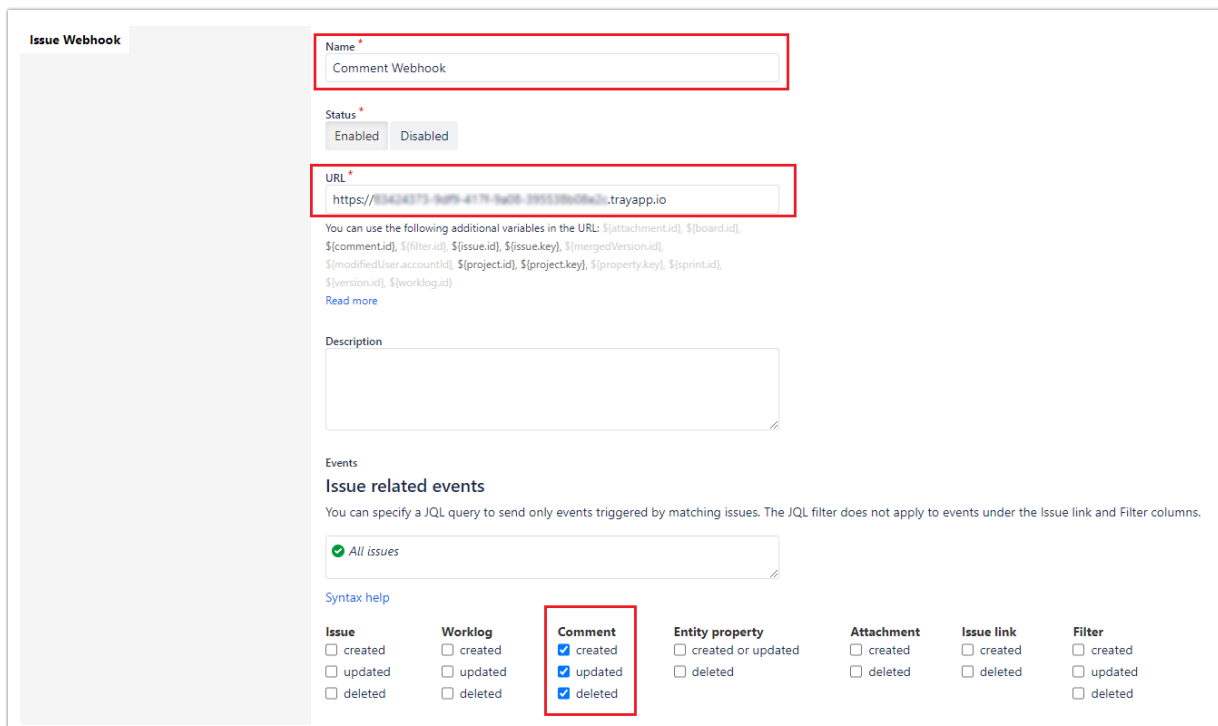 Issue Webhook
Name *
Comment Webhook
Status *
Enabled Disabled
URL *
https:// .trayapp.io
You can use the following additional variables in the URL: ${attachment.id}, ${board.id},
${comment.id}, ${filter.id}, ${issue.id}, ${issue.key}, ${mergedVersion.id},
${modifiedUser.accountId}, ${project.id}, ${project.key}, ${property.key}, ${sprint.id},
${version.id}, ${worklog.id}
Read more
Description
Events
Issue related events
You can specify a JQL query to send only events triggered by matching issues. The JQL filter does not apply to events under the Issue link and Filter columns.
All issues
Syntax help
Issue Worklog Comment Entity property Attachment Issue link Filter
created created created created or updated created created created
updated updated updated deleted deleted deleted updated
deleted deleted deleted deleted